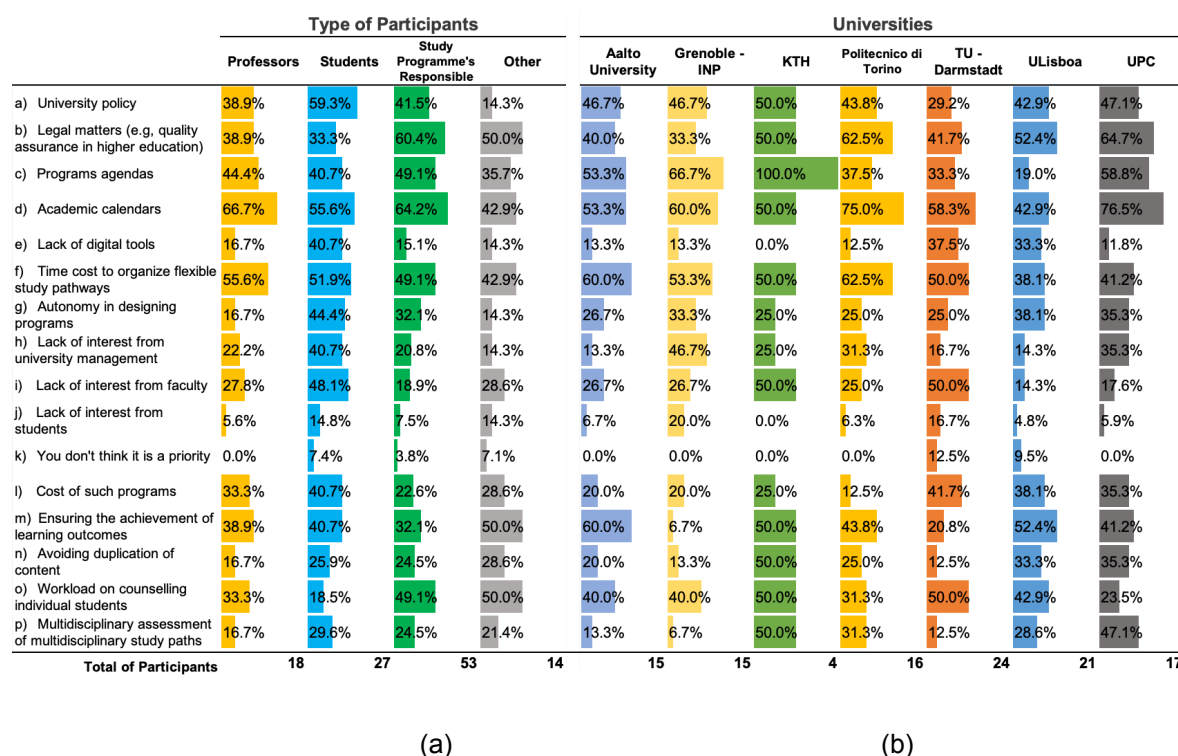 Type of Participants Universities
Professors Students Study Programme's Responsible Other Aalto University Grenoble - INP KTH Politecnico di Torino TU - Darmstadt ULisboa UPC
a) University policy 38.9% 59.3% 41.5% 14.3% 46.7% 46.7% 50.0% 43.8% 29.2% 42.9% 47.1%
b) Legal matters (e.g, quality assurance in higher education) 38.9% 33.3% 60.4% 50.0% 40.0% 33.3% 50.0% 62.5% 41.7% 52.4% 64.7%
c) Programs agendas 44.4% 40.7% 49.1% 35.7% 53.3% 66.7% 100.0% 37.5% 33.3% 19.0% 58.8%
d) Academic calendars 66.7% 55.6% 64.2% 42.9% 53.3% 60.0% 50.0% 75.0% 58.3% 42.9% 76.5%
e) Lack of digital tools 16.7% 40.7% 15.1% 14.3% 13.3% 13.3% 0.0% 12.5% 37.5% 33.3% 11.8%
f) Time cost to organize flexible study pathways 55.6% 51.9% 49.1% 42.9% 60.0% 53.3% 50.0% 62.5% 50.0% 38.1% 41.2%
g) Autonomy in designing programs 16.7% 44.4% 32.1% 14.3% 26.7% 33.3% 25.0% 25.0% 25.0% 38.1% 35.3%
h) Lack of interest from university management 22.2% 40.7% 20.8% 14.3% 13.3% 46.7% 25.0% 31.3% 16.7% 14.3% 35.3%
i) Lack of interest from faculty 27.8% 48.1% 18.9% 28.6% 26.7% 26.7% 50.0% 25.0% 50.0% 14.3% 17.6%
j) Lack of interest from students 5.6% 14.8% 7.5% 14.3% 6.7% 20.0% 0.0% 6.3% 16.7% 4.8% 5.9%
k) You don't think it is a priority 0.0% 7.4% 3.8% 7.1% 0.0% 0.0% 0.0% 0.0% 12.5% 9.5% 0.0%
l) Cost of such programs 33.3% 40.7% 22.6% 28.6% 20.0% 20.0% 25.0% 12.5% 41.7% 38.1% 35.3%
m) Ensuring the achievement of learning outcomes 38.9% 40.7% 32.1% 50.0% 60.0% 6.7% 50.0% 43.8% 20.8% 52.4% 41.2%
n) Avoiding duplication of content 16.7% 25.9% 24.5% 28.6% 20.0% 13.3% 50.0% 25.0% 12.5% 33.3% 35.3%
o) Workload on counselling individual students 33.3% 18.5% 49.1% 50.0% 40.0% 40.0% 50.0% 31.3% 50.0% 42.9% 23.5%
p) Multidisciplinary assessment of multidisciplinary study paths 16.7% 29.6% 24.5% 21.4% 13.3% 6.7% 50.0% 31.3% 12.5% 28.6% 47.1%
Total of Participants 18 27 53 14 15 15 4 16 24 21 17
(a) (b)